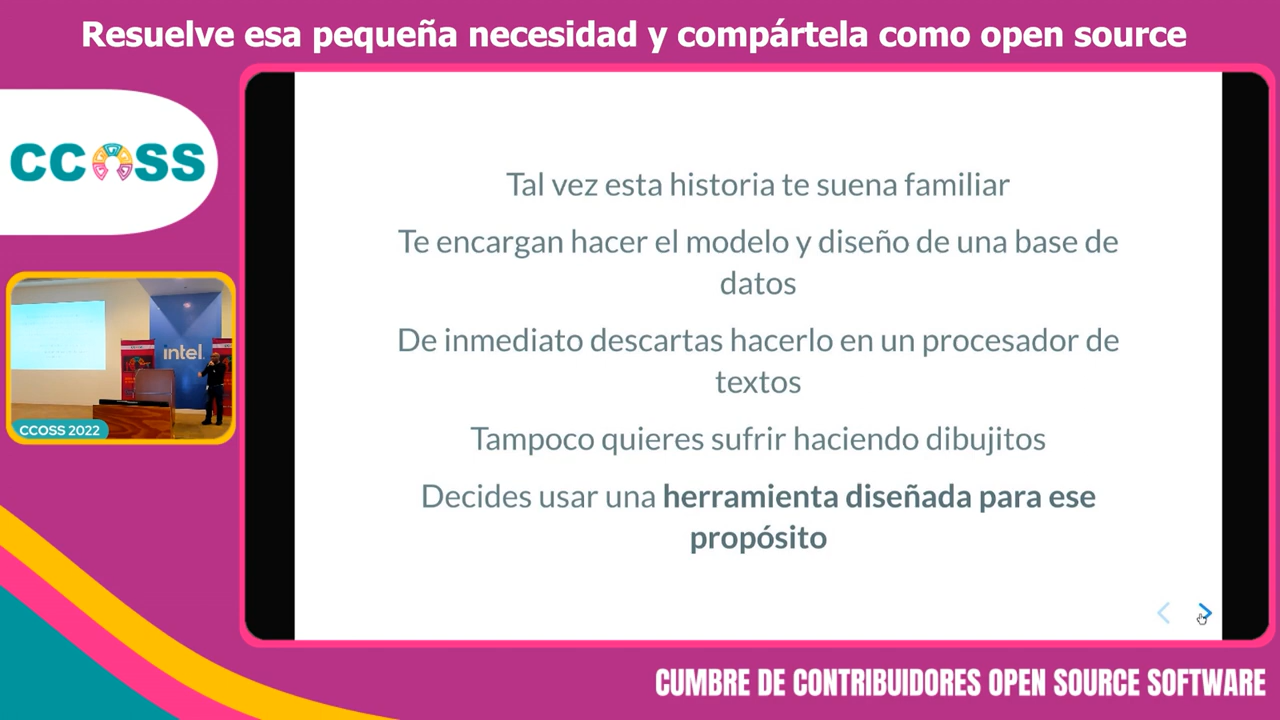 Resuelve esa pequeña necesidad y compártela como open source
CCOSS
Tal vez esta historia te suena familiar
Te encargan hacer el modelo y diseño de una base de
datos
De inmediato descartas hacerlo en un procesador de
textos
Tampoco quieres sufrir haciendo dibujitos
Decides usar una herramienta diseñada para ese
propósito
intel
CCOSS 2022
CUMBRE DE CONTRIBUIDORES OPEN SOURCE SOFTWARE